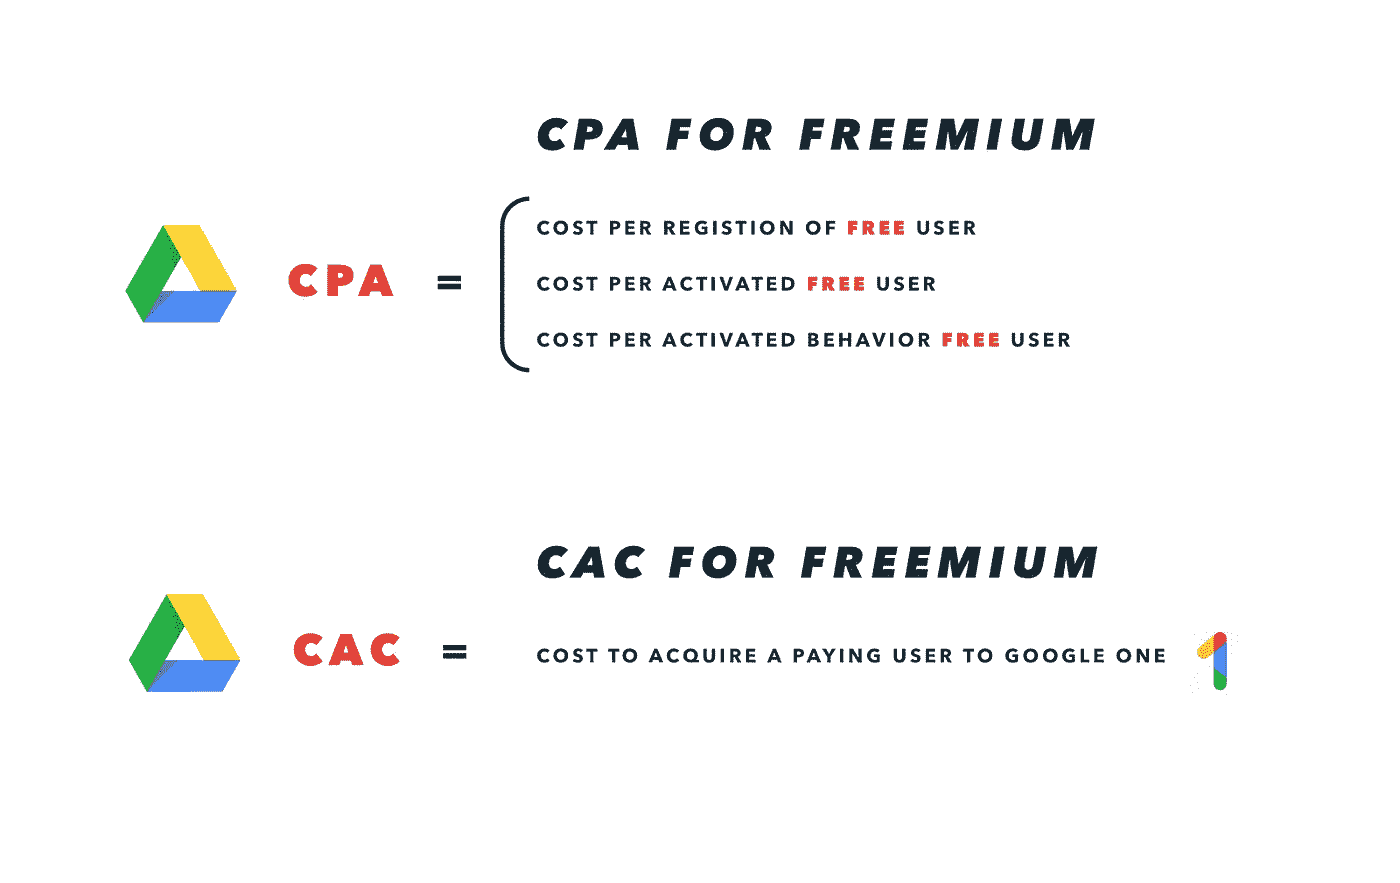 CPA FOR FREEMIUM
CPA =
COST PER REGISTION OF FREE USER
COST PER ACTIVATED FREE USER
COST PER ACTIVATED BEHAVIOR FREE USER
CAC FOR FREEMIUM
CAC = COST TO ACQUIRE A PAYING USER TO GOOGLE ONE 1